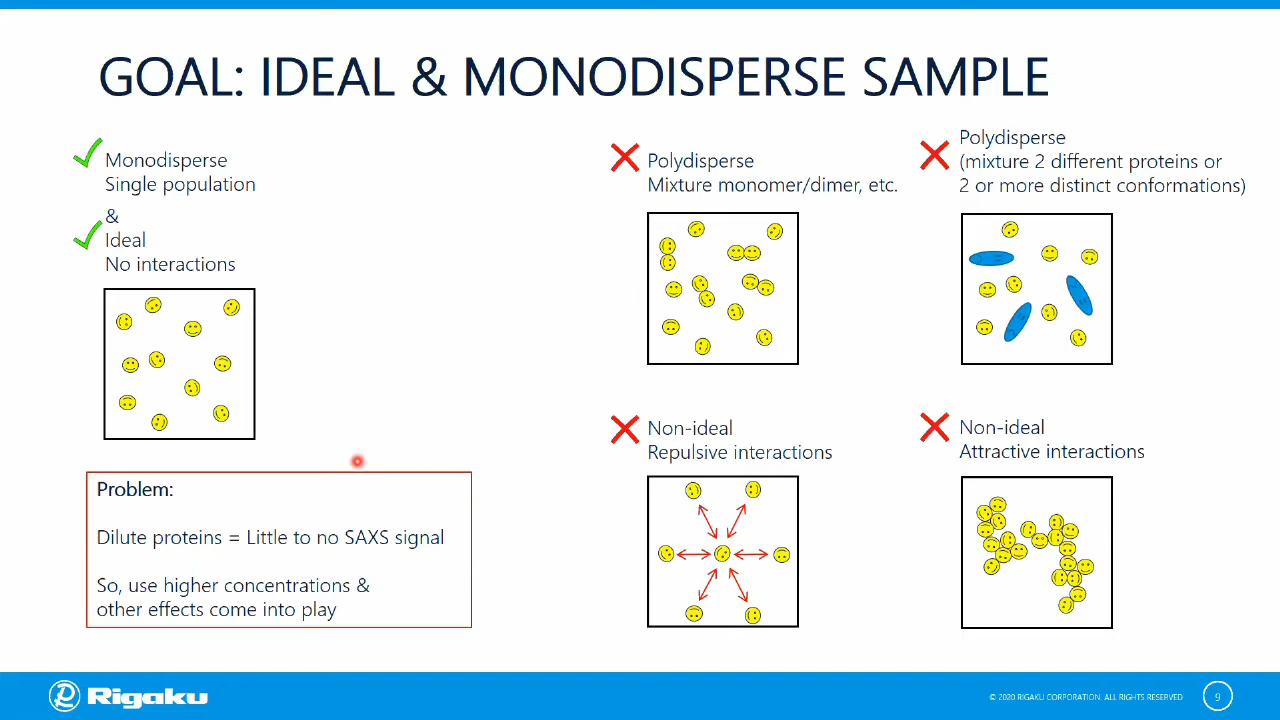 GOAL: IDEAL & MONODISPERSE SAMPLE
Monodisperse
Single population
&
Ideal
No interactions
Problem:
Dilute proteins = Little to no SAXS signal
So, use higher concentrations &
other effects come into play
Polydisperse
Mixture monomer/dimer, etc.
Polydisperse
(mixture 2 different proteins or
2 or more distinct conformations)
Non-ideal
Repulsive interactions
Non-ideal
Attractive interactions
Rigaku
© 2020 RIGAKU CORPORATION. ALL RIGHTS RESERVED
9